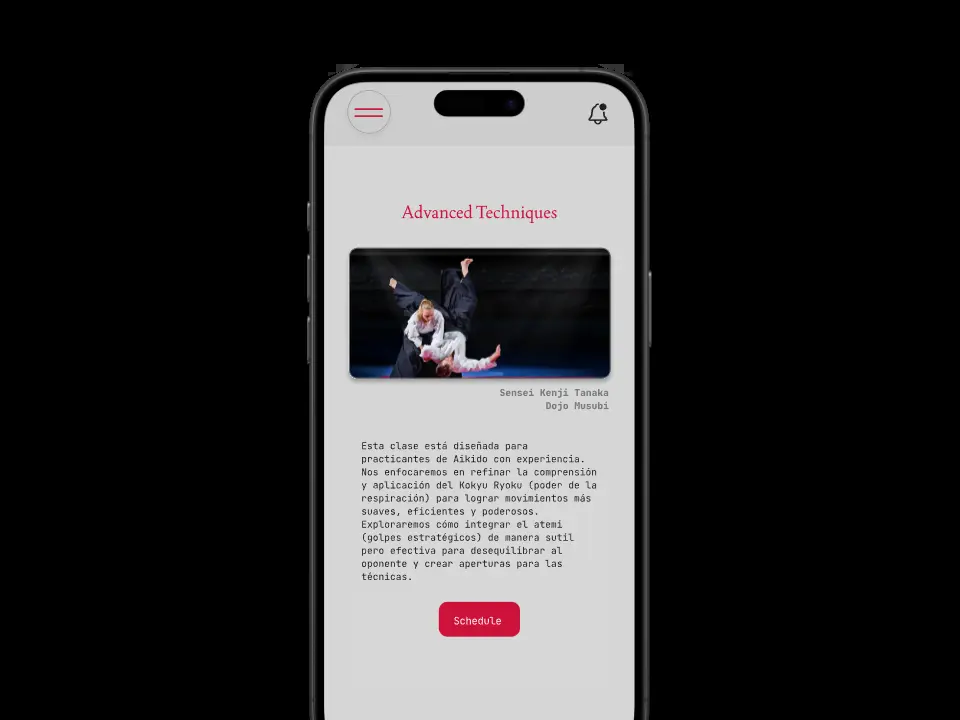 Advanced Techniques
Sensei Kenji Tanaka
Dojo Musubi
Esta clase está diseñada para
practicantes de Aikido con experiencia.
Nos enfocaremos en refinar la comprensión
y aplicación del Kokyu Ryoku (poder de la
respiración) para lograr movimientos más
suaves, eficientes y poderosos.
Exploraremos cómo integrar el atemi
(golpes estratégicos) de manera sutil
pero efectiva para desequilibrar al
oponente y crear aperturas para las
técnicas.
Schedule